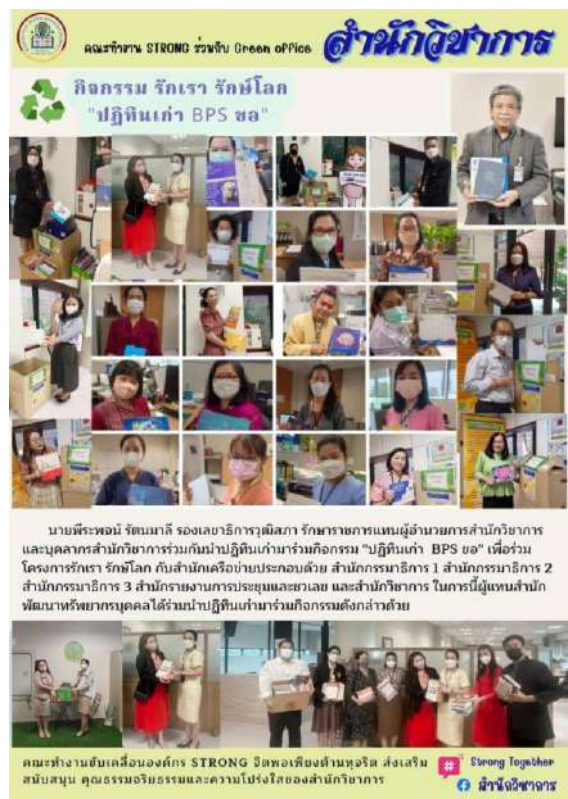 คณะทำงาน STRONG ร่วมกับ Green office สำนักวิชาการ
กิจกรรม รักเรา รักษ์โลก
"ปฏิทินเก่า BPS ขอ"
นายพีระพจน์ รัตนมาลี รองเลขาธิการวุฒิสภา รักษาราชการแทนผู้อำนวยการสำนักวิชาการ
และบุคลากรสำนักวิชาการร่วมกันนำปฏิทินเก่ามาร่วมกิจกรรม "ปฏิทินเก่า BPS ขอ" เพื่อร่วม
โครงการรักเรา รักษ์โลก กับสำนักเครือข่ายประกอบด้วย สำนักกรรมาธิการ 1 สำนักกรรมาธิการ 2
สำนักกรรมาธิการ 3 สำนักรายงานการประชุมและชวเลข และสำนักวิชาการ ในการนี้ผู้แทนสำนัก
พัฒนาทรัพยากรบุคคลได้ร่วมนำปฏิทินเก่ามาร่วมกิจกรรมดังกล่าวด้วย
คณะทำงานขับเคลื่อนองค์กร STRONG จิตพอเพียงต้านทุจริต ส่งเสริม
สนับสนุน คุณธรรมจริยธรรมและความโปร่งใสของสำนักวิชาการ
# Strong Together
สำนักวิชาการ